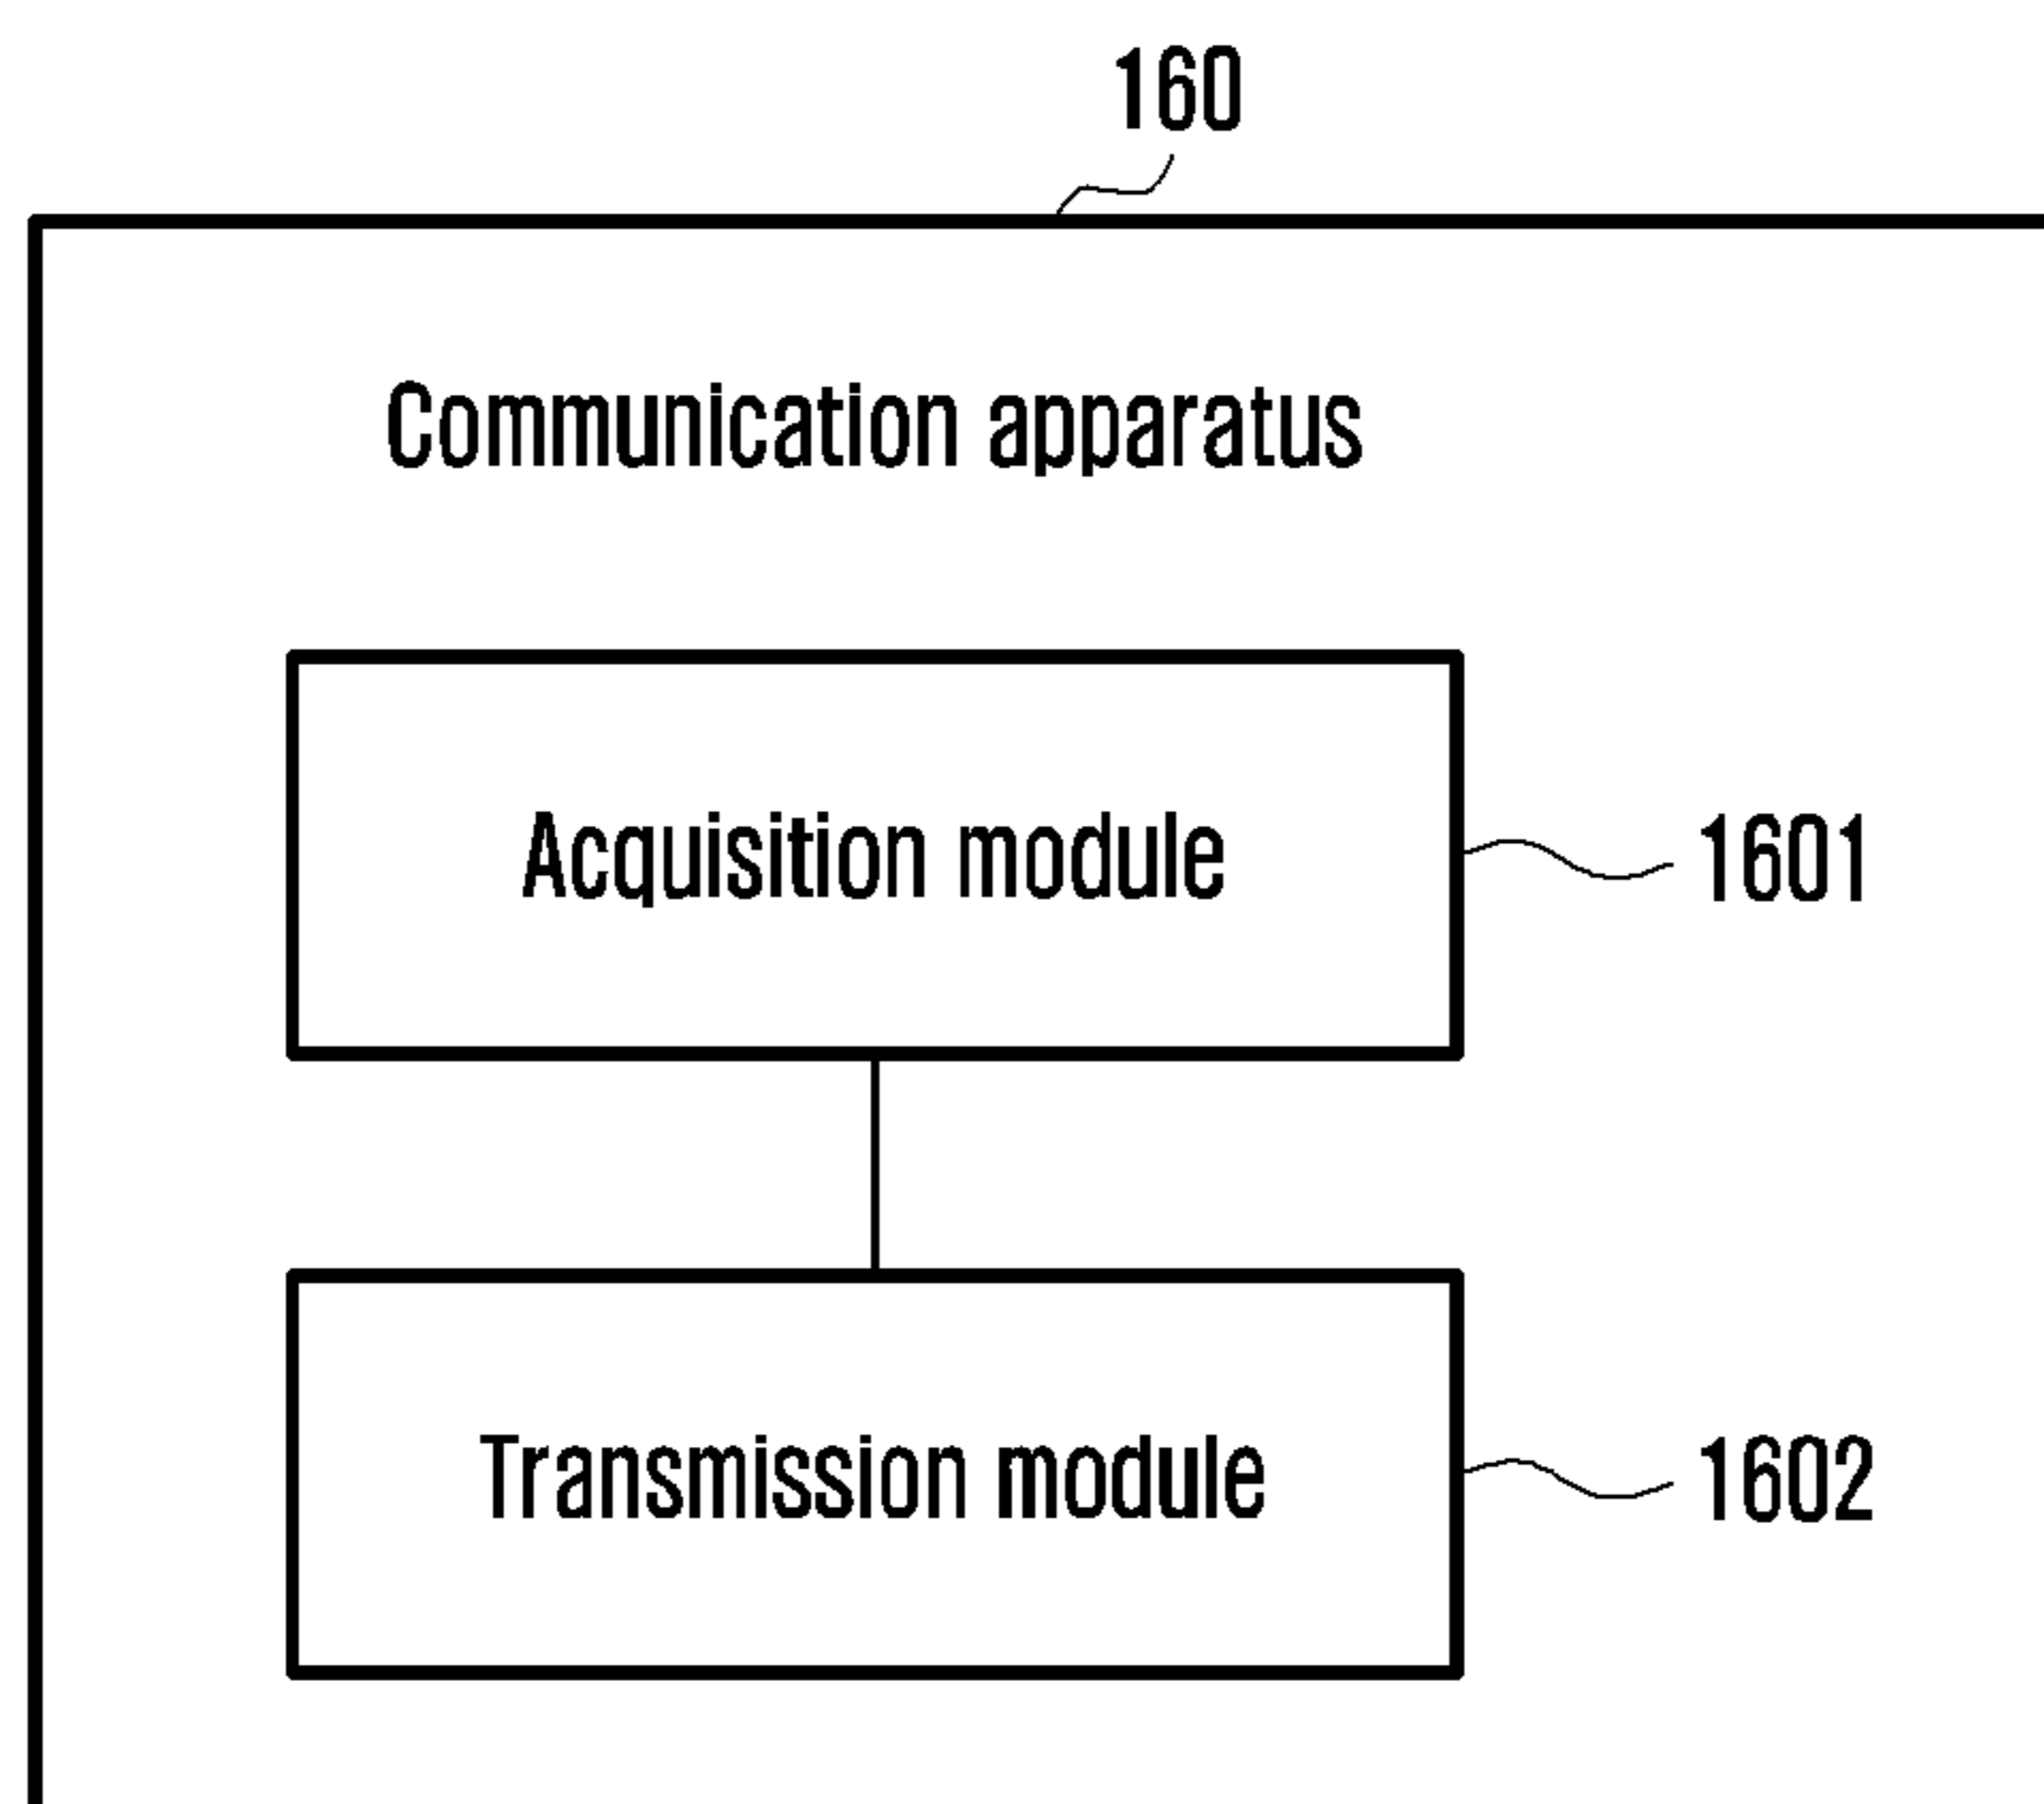 160
Communication apparatus
Acquisition module
1601
Transmission module
1602